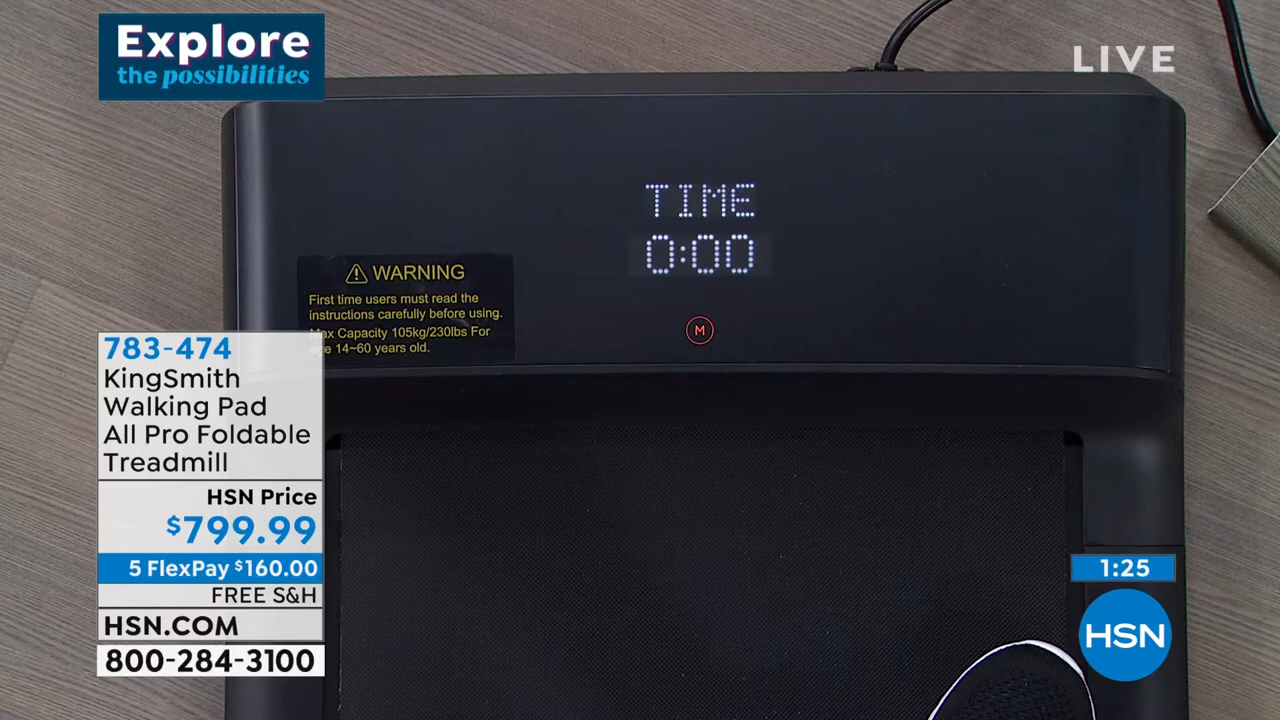 Explore
the possibilities
LIVE
TIME
0:00
WARNING
First time users must read the
instructions carefully before using.
Max Capacity 105kg/230lbs For
age 14~60 years old.
M
783-474
KingSmith
Walking Pad
All Pro Foldable
Treadmill
HSN Price
$799.99
5 FlexPay $160.00
FREE S&H
HSN.COM
800-284-3100
1:25
HSN